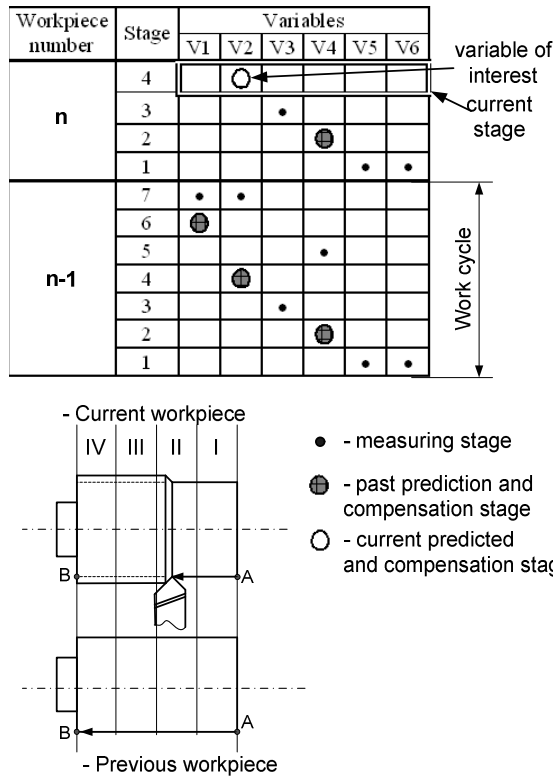 Workpiece number
Stage
Variables
V1 V2 V3 V4 V5 V6
variable of
interest
current
stage
n
4
3
2
1
n-1
7
6
5
4
3
2
1
Work cycle
- Current workpiece
IV III II I
B A
B A
- Previous workpiece
- measuring stage
- past prediction and
compensation stage
- current predicted
and compensation stag